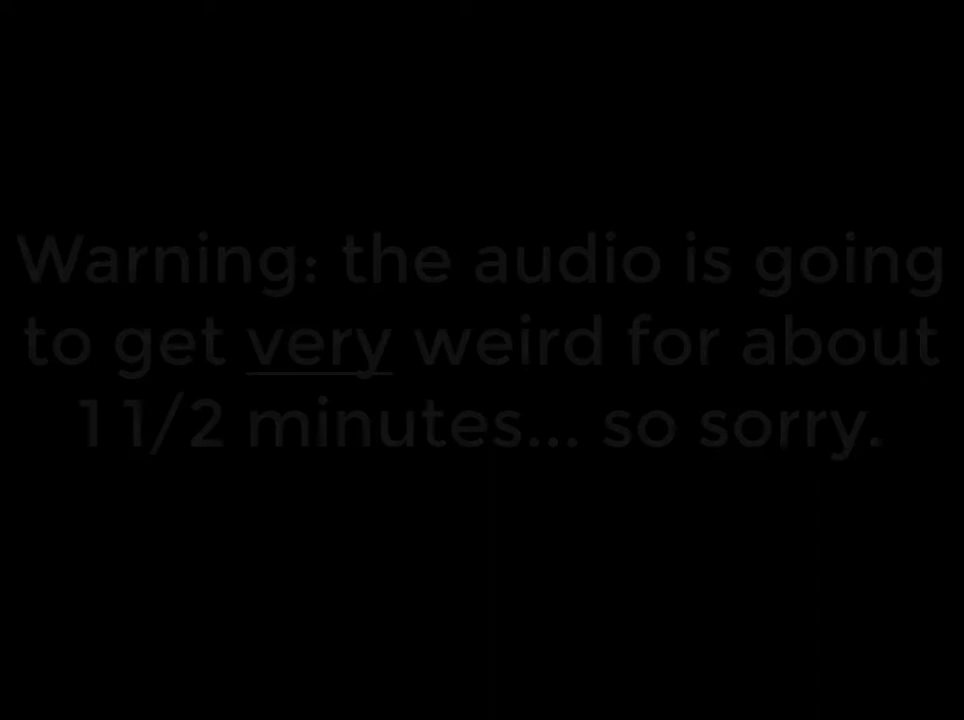 Warning: the audio is going
to get very weird for about
1 1/2 minutes... so sorry.